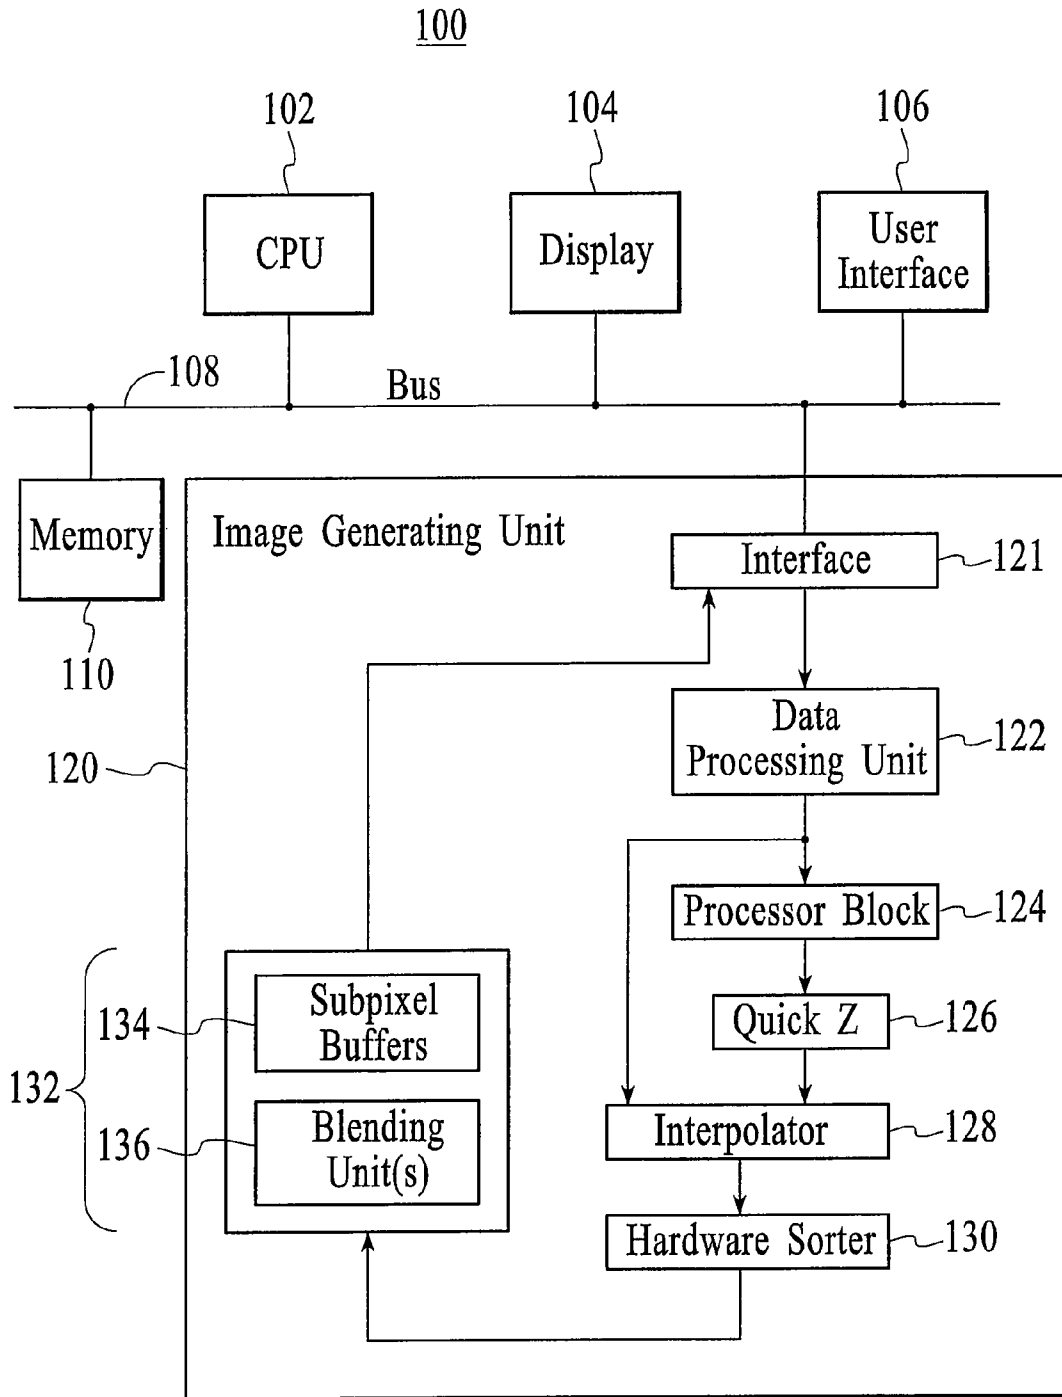 100
102
104
106
CPU
Display
User
Interface
108
Bus
Memory
110
Image Generating Unit
Interface
121
Data
Processing Unit
122
120
Processor Block
124
Quick Z
126
Interpolator
128
Hardware Sorter
130
132
134
Subpixel
Buffers
136
Blending
Unit(s)